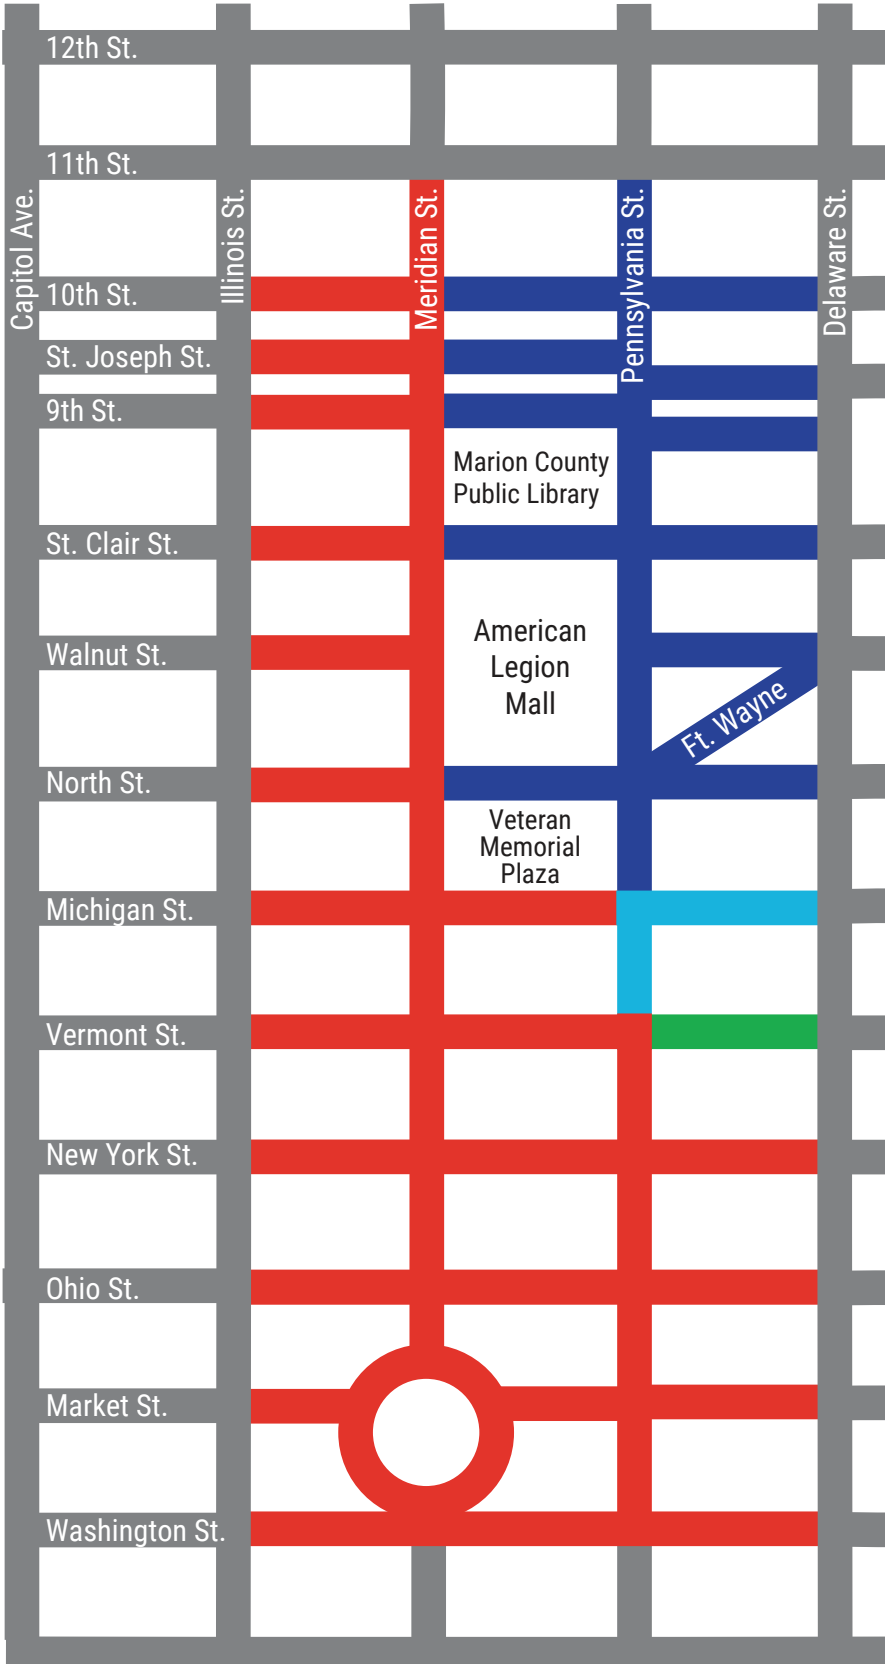 12th St.
11th St.
Capitol Ave.
Illinois St.
Meridian St.
Pennsylvania St.
Delaware St.
10th St.
St. Joseph St.
9th St.
Marion County
Public Library
St. Clair St.
American
Legion
Mall
Walnut St.
Ft. Wayne
North St.
Veteran
Memorial
Plaza
Michigan St.
Vermont St.
New York St.
Ohio St.
Market St.
Washington St.